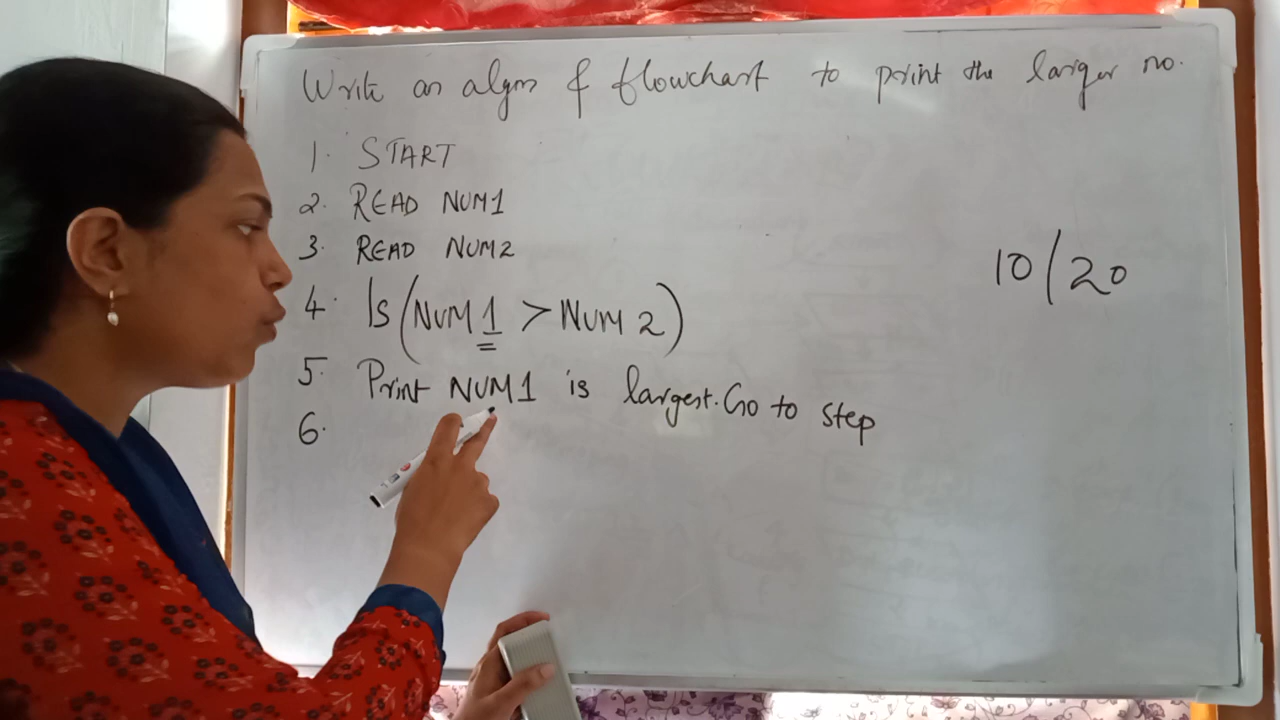 Write an algm & flowchart to print the larger no.
1. START
2. READ NUM1
3. READ NUM2
10/20
4. Is (NUM1 > NUM2)
5. Print NUM1 is largest. Go to step
6.